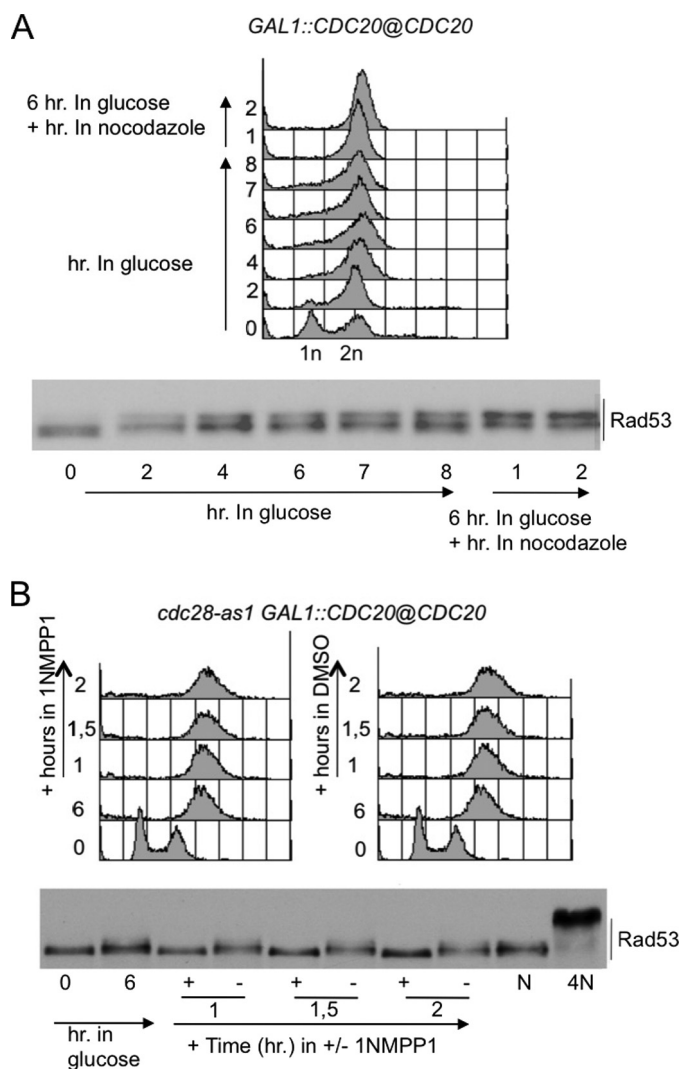 A
GAL1::CDC20@CDC20
6 hr. In glucose
+ hr. In nocodazole
2
1
8
7
6
4
2
0
hr. In glucose
1n 2n
Rad53
0 2 4 6 7 8 1 2
hr. In glucose
6 hr. In glucose
+ hr. In nocodazole
B
cdc28-as1 GAL1::CDC20@CDC20
+ hours in 1NMPP1
2
1,5
1
6
0
+ hours in DMSO
2
1,5
1
6
0
Rad53
0 6 + - + - + - N 4N
1 1,5 2
hr. in
glucose
+ Time (hr.) in +/- 1NMPP1